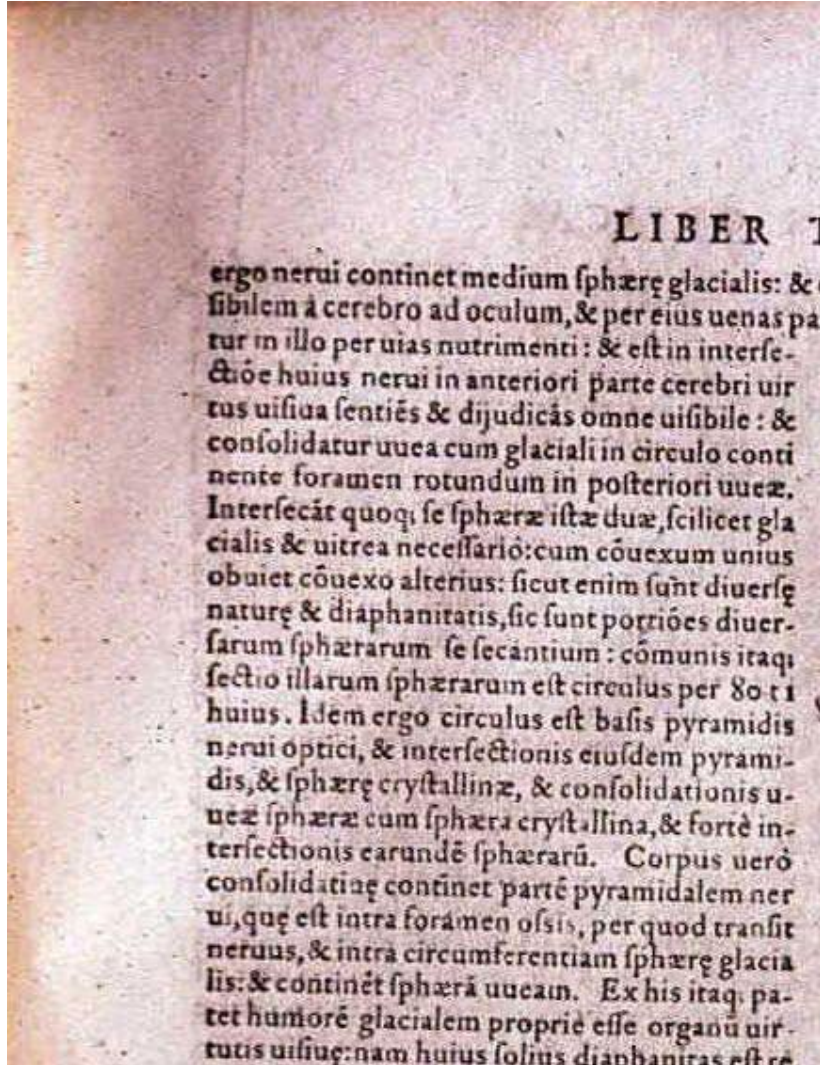 LIBER
ergo nerui continet medium ſphærę glacialis: &
ſibilem à cerebro ad oculum, & per eius uenas pa
tur in illo per uias nutrimenti: & eſt in interſe-
ctiõe huius nerui in anteriori parte cerebri uir
tus uiſiua ſentiẽs & dijudicãs omne uiſibile: &
conſolidatur uuea cum glaciali in circulo conti
nente foramen rotundum in poſteriori uueæ.
Interſecãt quoq; ſe ſphæræ iſtæ duæ, ſcilicet gla
cialis & uitrea neceſſariò: cum cõuexum unius
obuiet cõuexo alterius: ſicut enim ſunt diuerſę
naturę & diaphanitatis, ſic ſunt portiões diuer-
ſarum ſphærarum ſe ſecantium: cõmunis itaq;
ſectio illarum ſphærarum eſt circulus per 80 t 1
huius. Idem ergo circulus eſt baſis pyramidis
nerui optici, & interſectionis eiuſdem pyrami-
dis, & ſphærę cryſtallinæ, & conſolidationis u-
ueæ ſphæræ cum ſphæra cryſtallina, & fortè in-
terſectionis earundẽ ſphærarũ. Corpus uerò
conſolidatiuę continet partẽ pyramidalem ner
ui, quę eſt intra foramen oſsis, per quod tranſit
neruus, & intra circumferentiam ſphærę glacia
lis: & continẽt ſphærã uueam. Ex his itaq; pa-
tet humorẽ glacialem propriè eſſe organũ uir-
tutis uiſiuę: nam huius ſolius diaphanitas eſt re